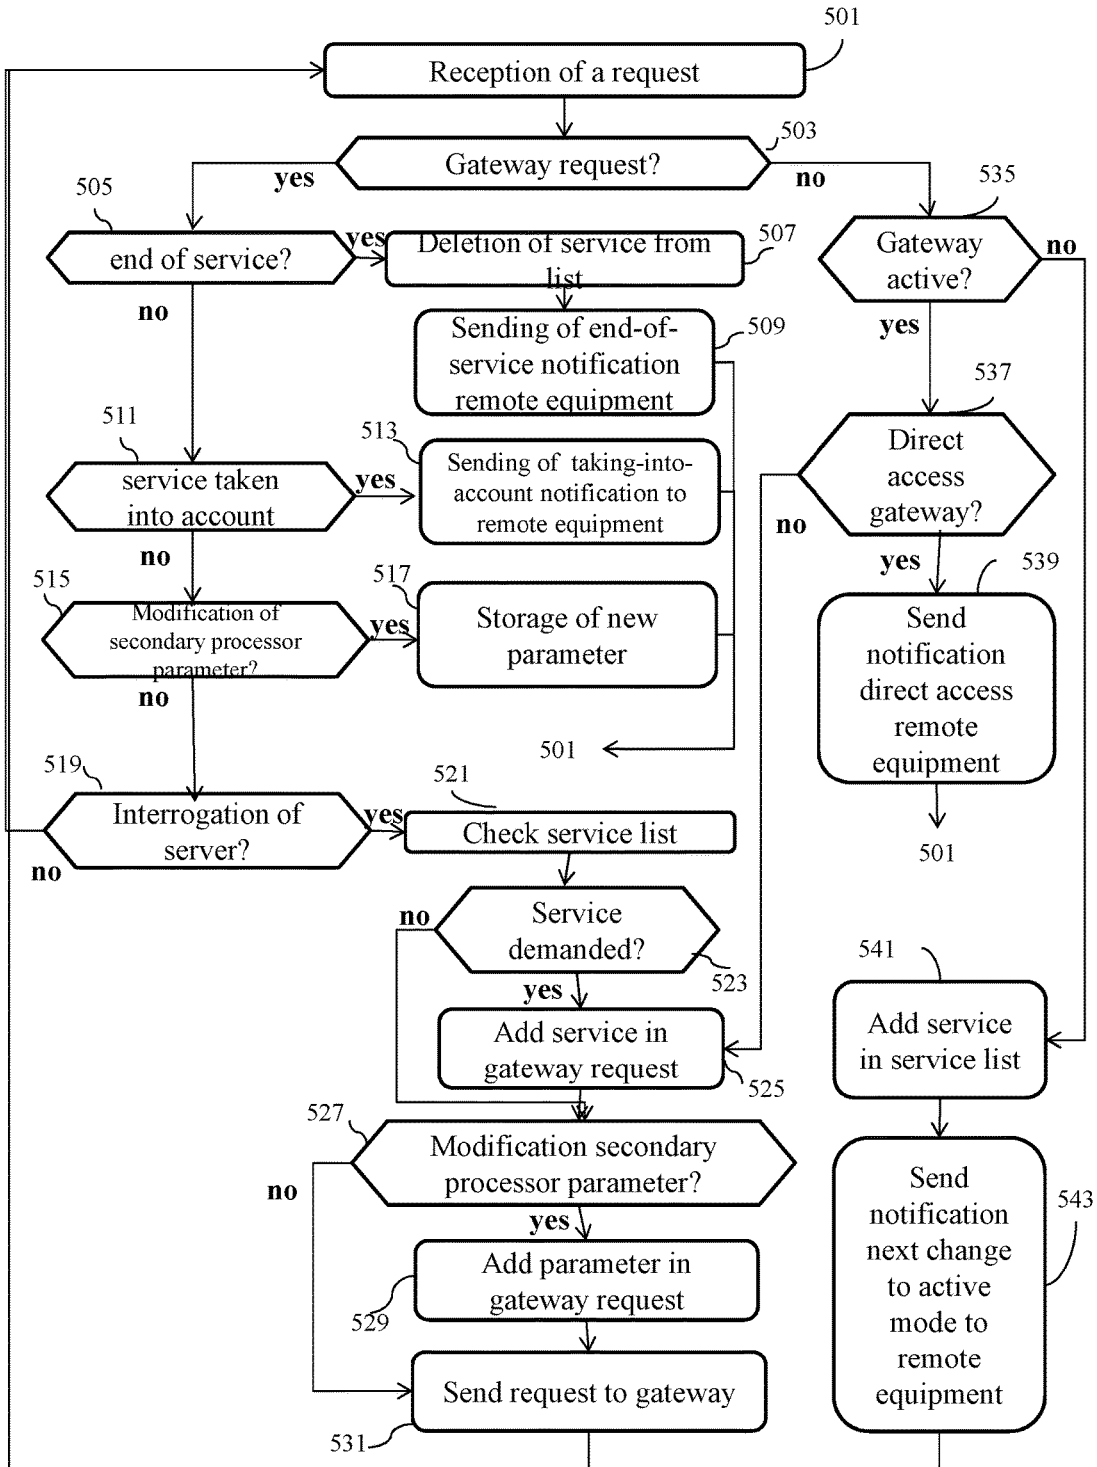 501
Reception of a request
503
Gateway request?
yes
no
505
535
end of service?
yes
Deletion of service from
list
507
Gateway
active?
no
no
yes
Sending of end-of-
service notification
remote equipment
509
537
511
513
service taken
into account
yes
Sending of taking-into-
account notification to
remote equipment
Direct
access
gateway?
no
no
yes
515
517
539
Modification of
secondary processor
parameter?
yes
Storage of new
parameter
Send
notification
direct access
remote
equipment
no
501
519
521
Interrogation of
server?
yes
Check service list
501
no
no
Service
demanded?
523
541
yes
Add service in
gateway request
525
Add service
in service list
527
Modification secondary
processor parameter?
no
yes
Send
notification
next change
to active
mode to
remote
equipment
543
Add parameter in
gateway request
529
Send request to gateway
531